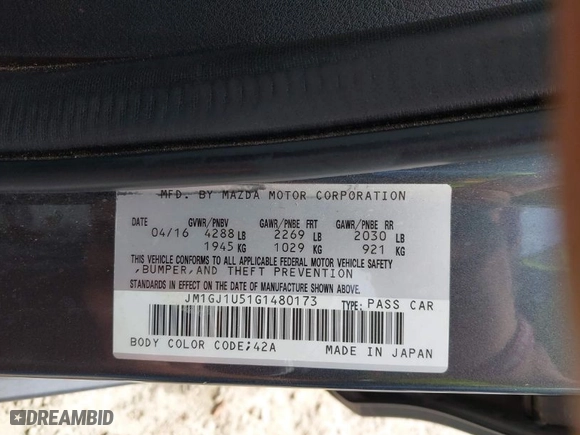 MFD. BY MAZDA MOTOR CORPORATION
DATE GVWR/PNBV GAWR/PNBE FRT GAWR/PNBE RR
04/16 4288 LB 2269 LB 2030 LB
1945 KG 1029 KG 921 KG
THIS VEHICLE CONFORMS TO ALL APPLICABLE FEDERAL MOTOR VEHICLE SAFETY
,BUMPER,AND THEFT PREVENTION
STANDARDS IN EFFECT ON THE DATE OF MANUFACTURE SHOWN ABOVE.
JM1GJ1U51G1480173 TYPE: PASS CAR
BODY COLOR CODE;42A MADE IN JAPAN
DREAMBID